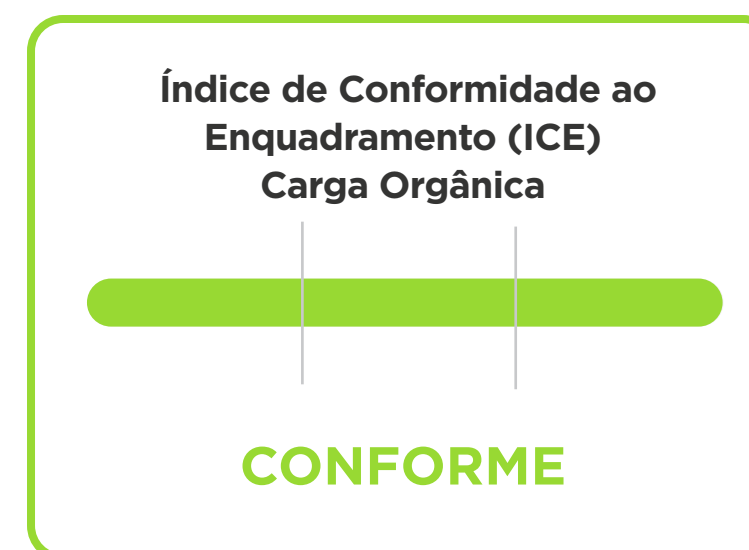 Índice de Conformidade ao
Enquadramento (ICE)
Carga Orgânica
CONFORME